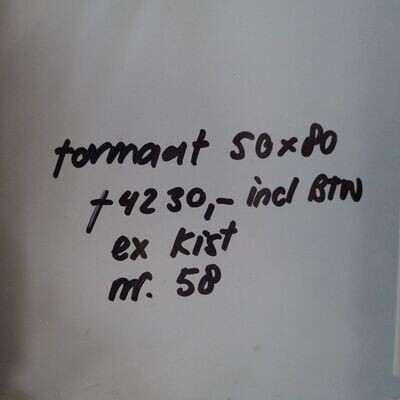 formaat 50x80
f 4230,- incl BTW
ex kist
nr. 58